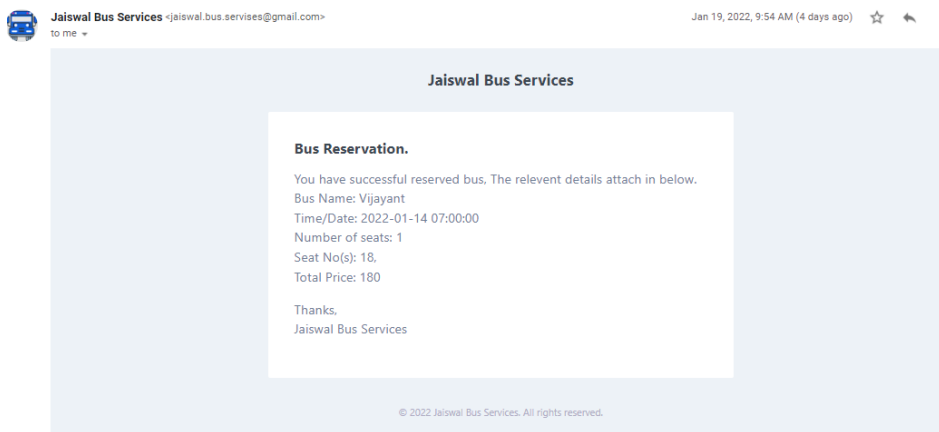 Jaiswal Bus Services <jaiswal.bus.servises@gmail.com>
Jan 19, 2022, 9:54 AM (4 days ago)
to me
Jaiswal Bus Services
Bus Reservation.
You have successful reserved bus, The relevent details attach in below.
Bus Name: Vijayant
Time/Date: 2022-01-14 07:00:00
Number of seats: 1
Seat No(s): 18,
Total Price: 180
Thanks,
Jaiswal Bus Services
© 2022 Jaiswal Bus Services. All rights reserved.